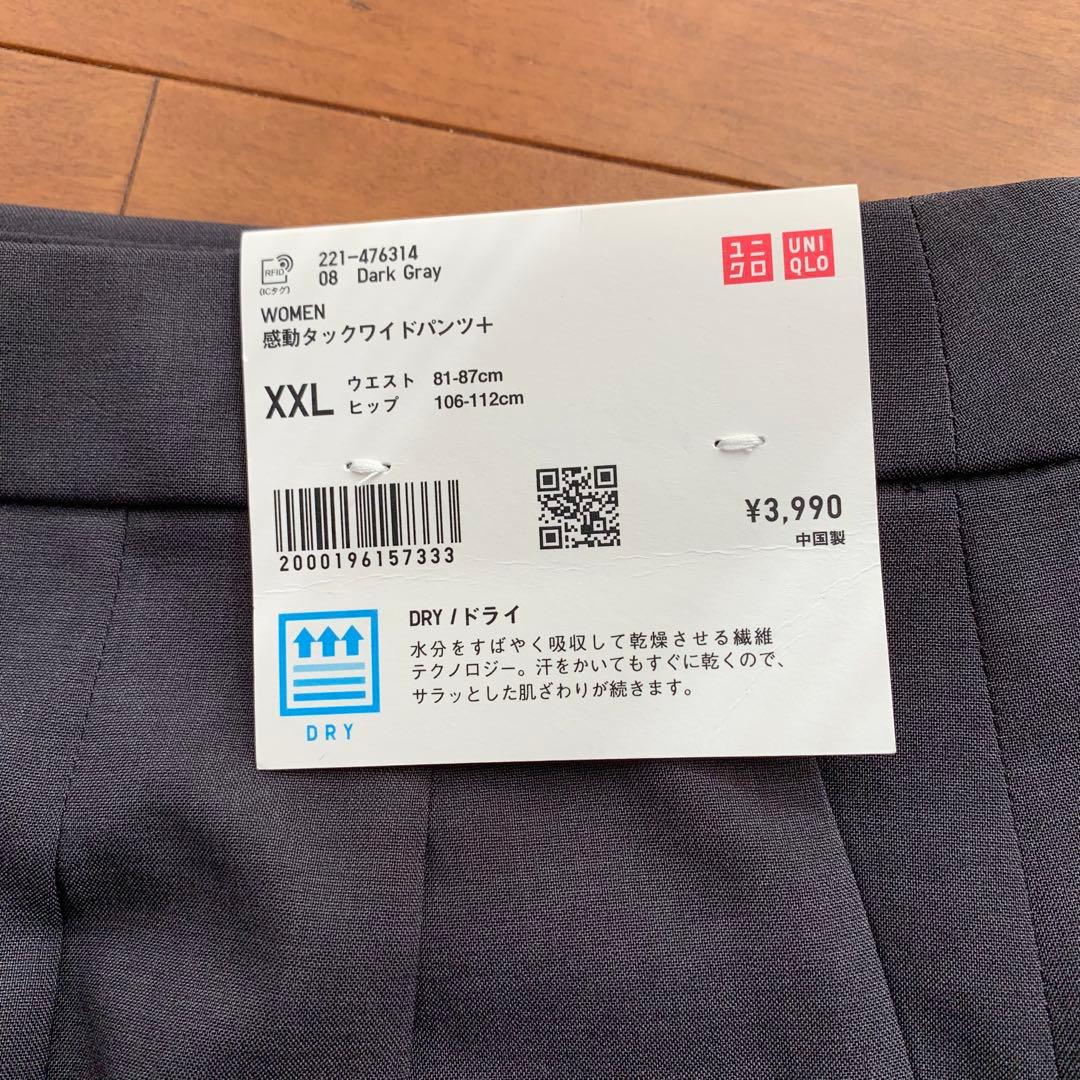 RFID
(ICタグ)
221-476314
08 Dark Gray
ユニ
クロ
UNI
QLO
WOMEN
感動タックワイドパンツ+
XXL
ウエスト 81-87cm
ヒップ 106-112cm
2000196157333
¥3,990
中国製
DRY
DRY /ドライ
水分をすばやく吸収して乾燥させる繊維
テクノロジー。汗をかいてもすぐに乾くので、
サラッとした肌ざわりが続きます。